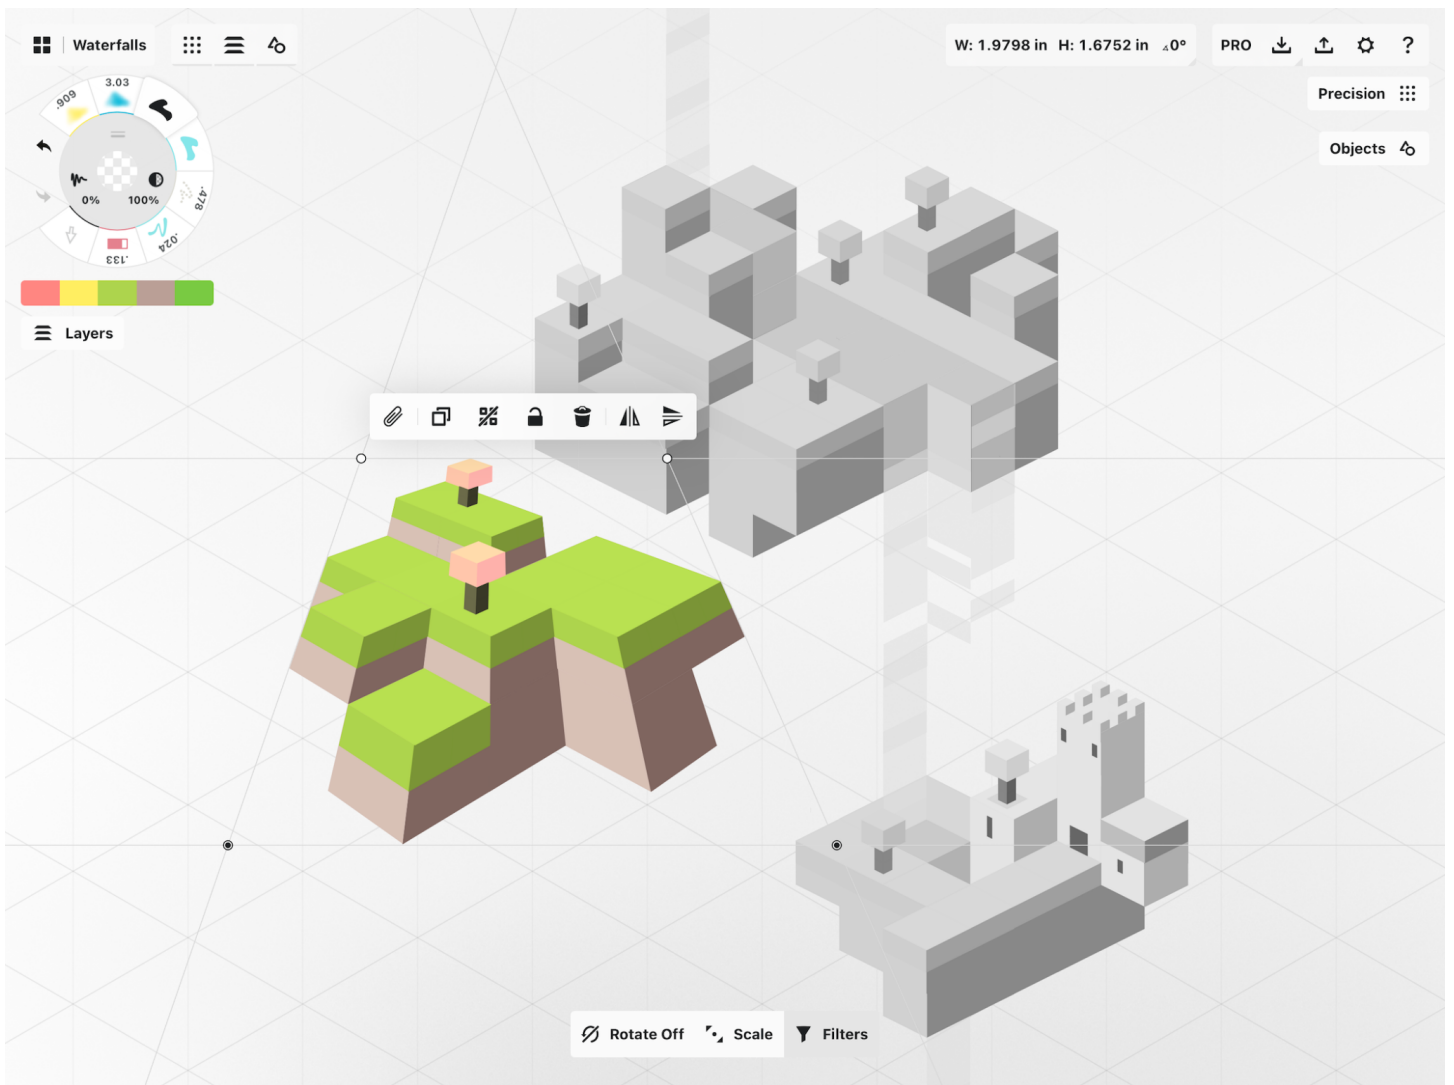 Waterfalls
W: 1.9798 in H: 1.6752 in ⊿0°
PRO
?
Precision
Objects
.909
3.03
.478
.024
.133
0%
100%
Layers
Rotate Off
Scale
Filters